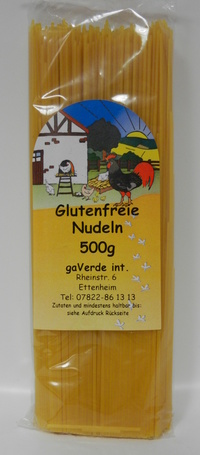 Glutenfreie
Nudeln
500g
gaVerde int.
Rheinstr. 6
Ettenheim
Tel: 07822-86 13 13
Zutaten und mindestens haltbar bis:
siehe Aufdruck Rückseite